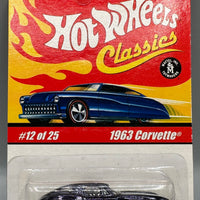 Hot Wheels
Classics
#12 of 25
1963 Corvette®